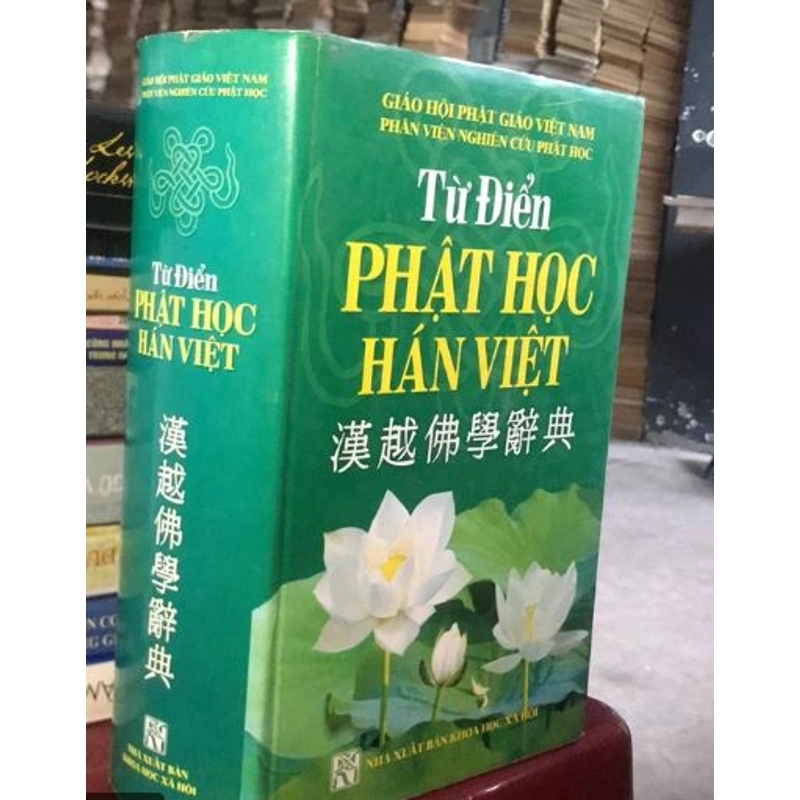 GIÁO HỘI PHẬT GIÁO VIỆT NAM
PHÂN VIỆN NGHIÊN CỨU PHẬT HỌC
Từ Điển
PHẬT HỌC
HÁN VIỆT
漢越佛學辭典
NHÀ XUẤT BẢN KHOA HỌC XÃ HỘI
GIÁO HỘI PHẬT GIÁO VIỆT NAM
PHÂN VIỆN NGHIÊN CỨU PHẬT HỌC
Từ Điển
PHẬT HỌC
HÁN VIỆT
漢越佛學辭典
NHÀ XUẤT BẢN
KHOA HỌC XÃ HỘI